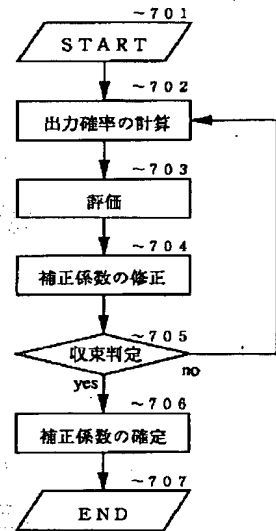 ~701
START
~702
出力確率の計算
~703
評価
~704
補正係数の修正
~705
収束判定
yes
no
~706
補正係数の確定
~707
END